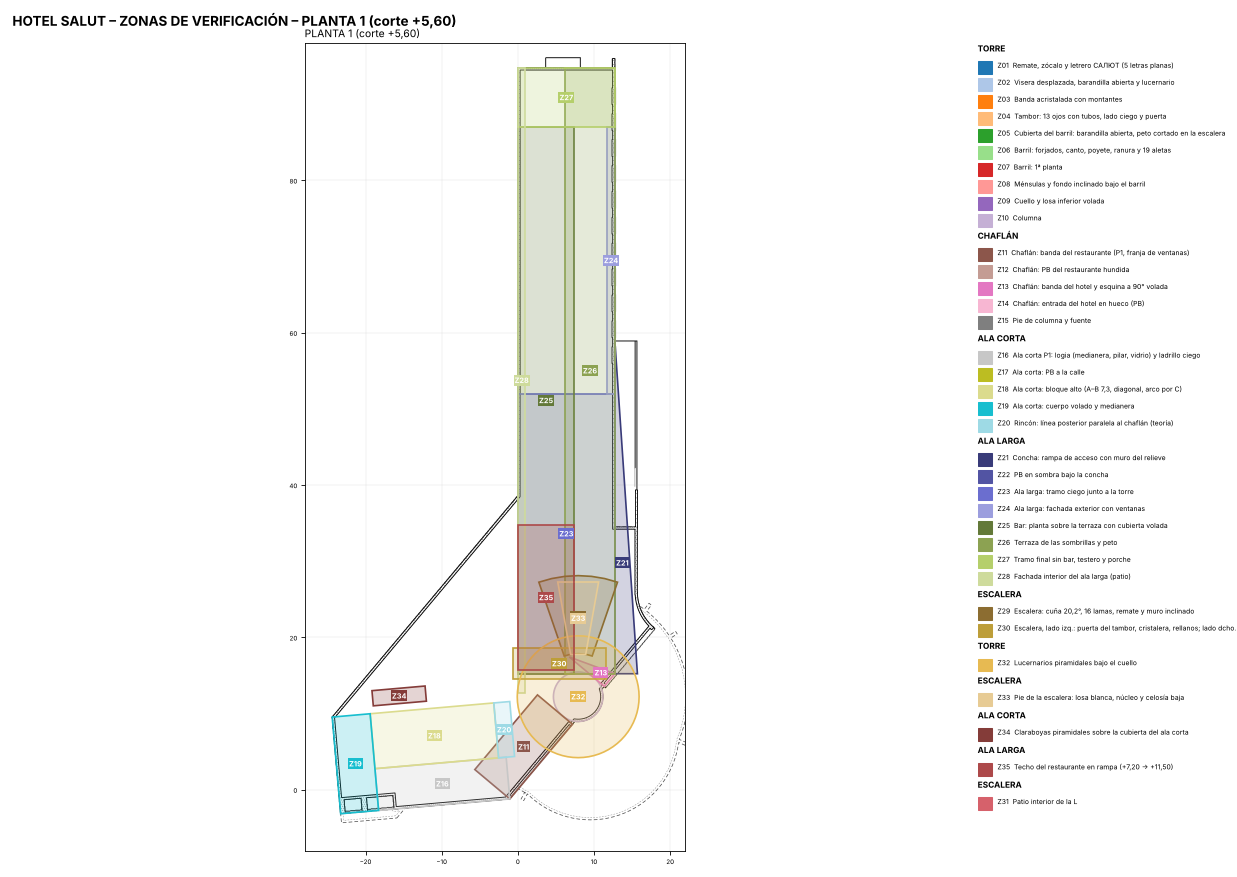 HOTEL SALUT – ZONAS DE VERIFICACIÓN – PLANTA 1 (corte +5,60)
PLANTA 1 (corte +5,60)
Z27
80
Z24
60
Z26
Z28
Z25
40
Z23
Z21
Z35
Z33
20
Z30
Z13
Z34
Z32
Z18
Z20
Z11
Z19
Z16
0
−20
−10
0
10
20
TORRE
Z01 Remate, zócalo y letrero САЛЮТ (5 letras planas)
Z02 Visera desplazada, barandilla abierta y lucernario
Z03 Banda acristalada con montantes
Z04 Tambor: 13 ojos con tubos, lado ciego y puerta
Z05 Cubierta del barril: barandilla abierta, peto cortado en la escalera
Z06 Barril: forjados, canto, poyete, ranura y 19 aletas
Z07 Barril: 1ª planta
Z08 Ménsulas y fondo inclinado bajo el barril
Z09 Cuello y losa inferior volada
Z10 Columna
CHAFLÁN
Z11 Chaflán: banda del restaurante (P1, franja de ventanas)
Z12 Chaflán: PB del restaurante hundida
Z13 Chaflán: banda del hotel y esquina a 90° volada
Z14 Chaflán: entrada del hotel en hueco (PB)
Z15 Pie de columna y fuente
ALA CORTA
Z16 Ala corta P1: logia (medianera, pilar, vidrio) y ladrillo ciego
Z17 Ala corta: PB a la calle
Z18 Ala corta: bloque alto (A–B 7,3, diagonal, arco por C)
Z19 Ala corta: cuerpo volado y medianera
Z20 Rincón: línea posterior paralela al chaflán (teoría)
ALA LARGA
Z21 Concha: rampa de acceso con muro del relieve
Z22 PB en sombra bajo la concha
Z23 Ala larga: tramo ciego junto a la torre
Z24 Ala larga: fachada exterior con ventanas
Z25 Bar: planta sobre la terraza con cubierta volada
Z26 Terraza de las sombrillas y peto
Z27 Tramo final sin bar, testero y porche
Z28 Fachada interior del ala larga (patio)
ESCALERA
Z29 Escalera: cuña 20,2°, 16 lamas, remate y muro inclinado
Z30 Escalera, lado izq.: puerta del tambor, cristalera, rellanos; lado dcho.
TORRE
Z32 Lucernarios piramidales bajo el cuello
ESCALERA
Z33 Pie de la escalera: losa blanca, núcleo y celosía baja
ALA CORTA
Z34 Claraboyas piramidales sobre la cubierta del ala corta
ALA LARGA
Z35 Techo del restaurante en rampa (+7,20 → +11,50)
ESCALERA
Z31 Patio interior de la L